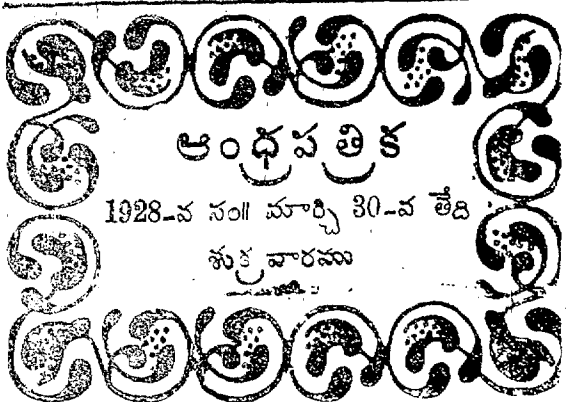 ఆంధ్రపత్రిక
1928-వ సం॥ మార్చి 30-వ తేది
శుక్రవారము